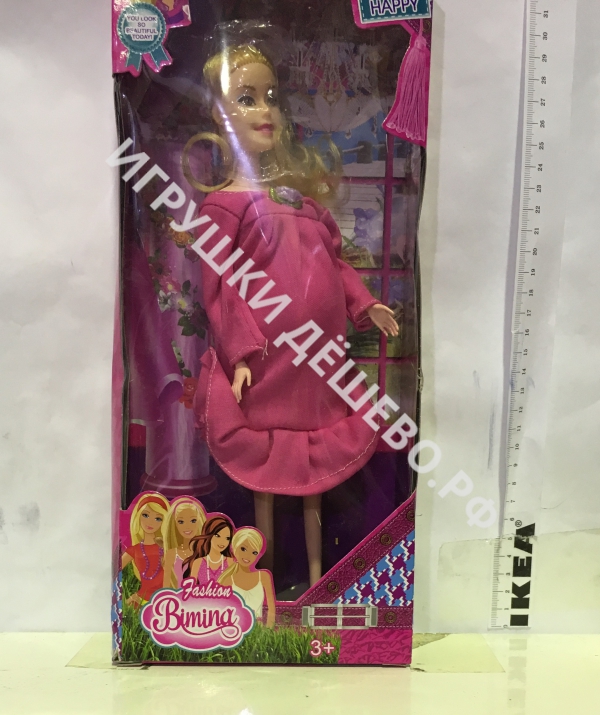 YOU LOOK
SO
BEAUTIFUL
TODAY!
HAPPY
ИГРУШКИ ДЁШЕВО.РФ
Fashion
Bimina
3+
IKEA®